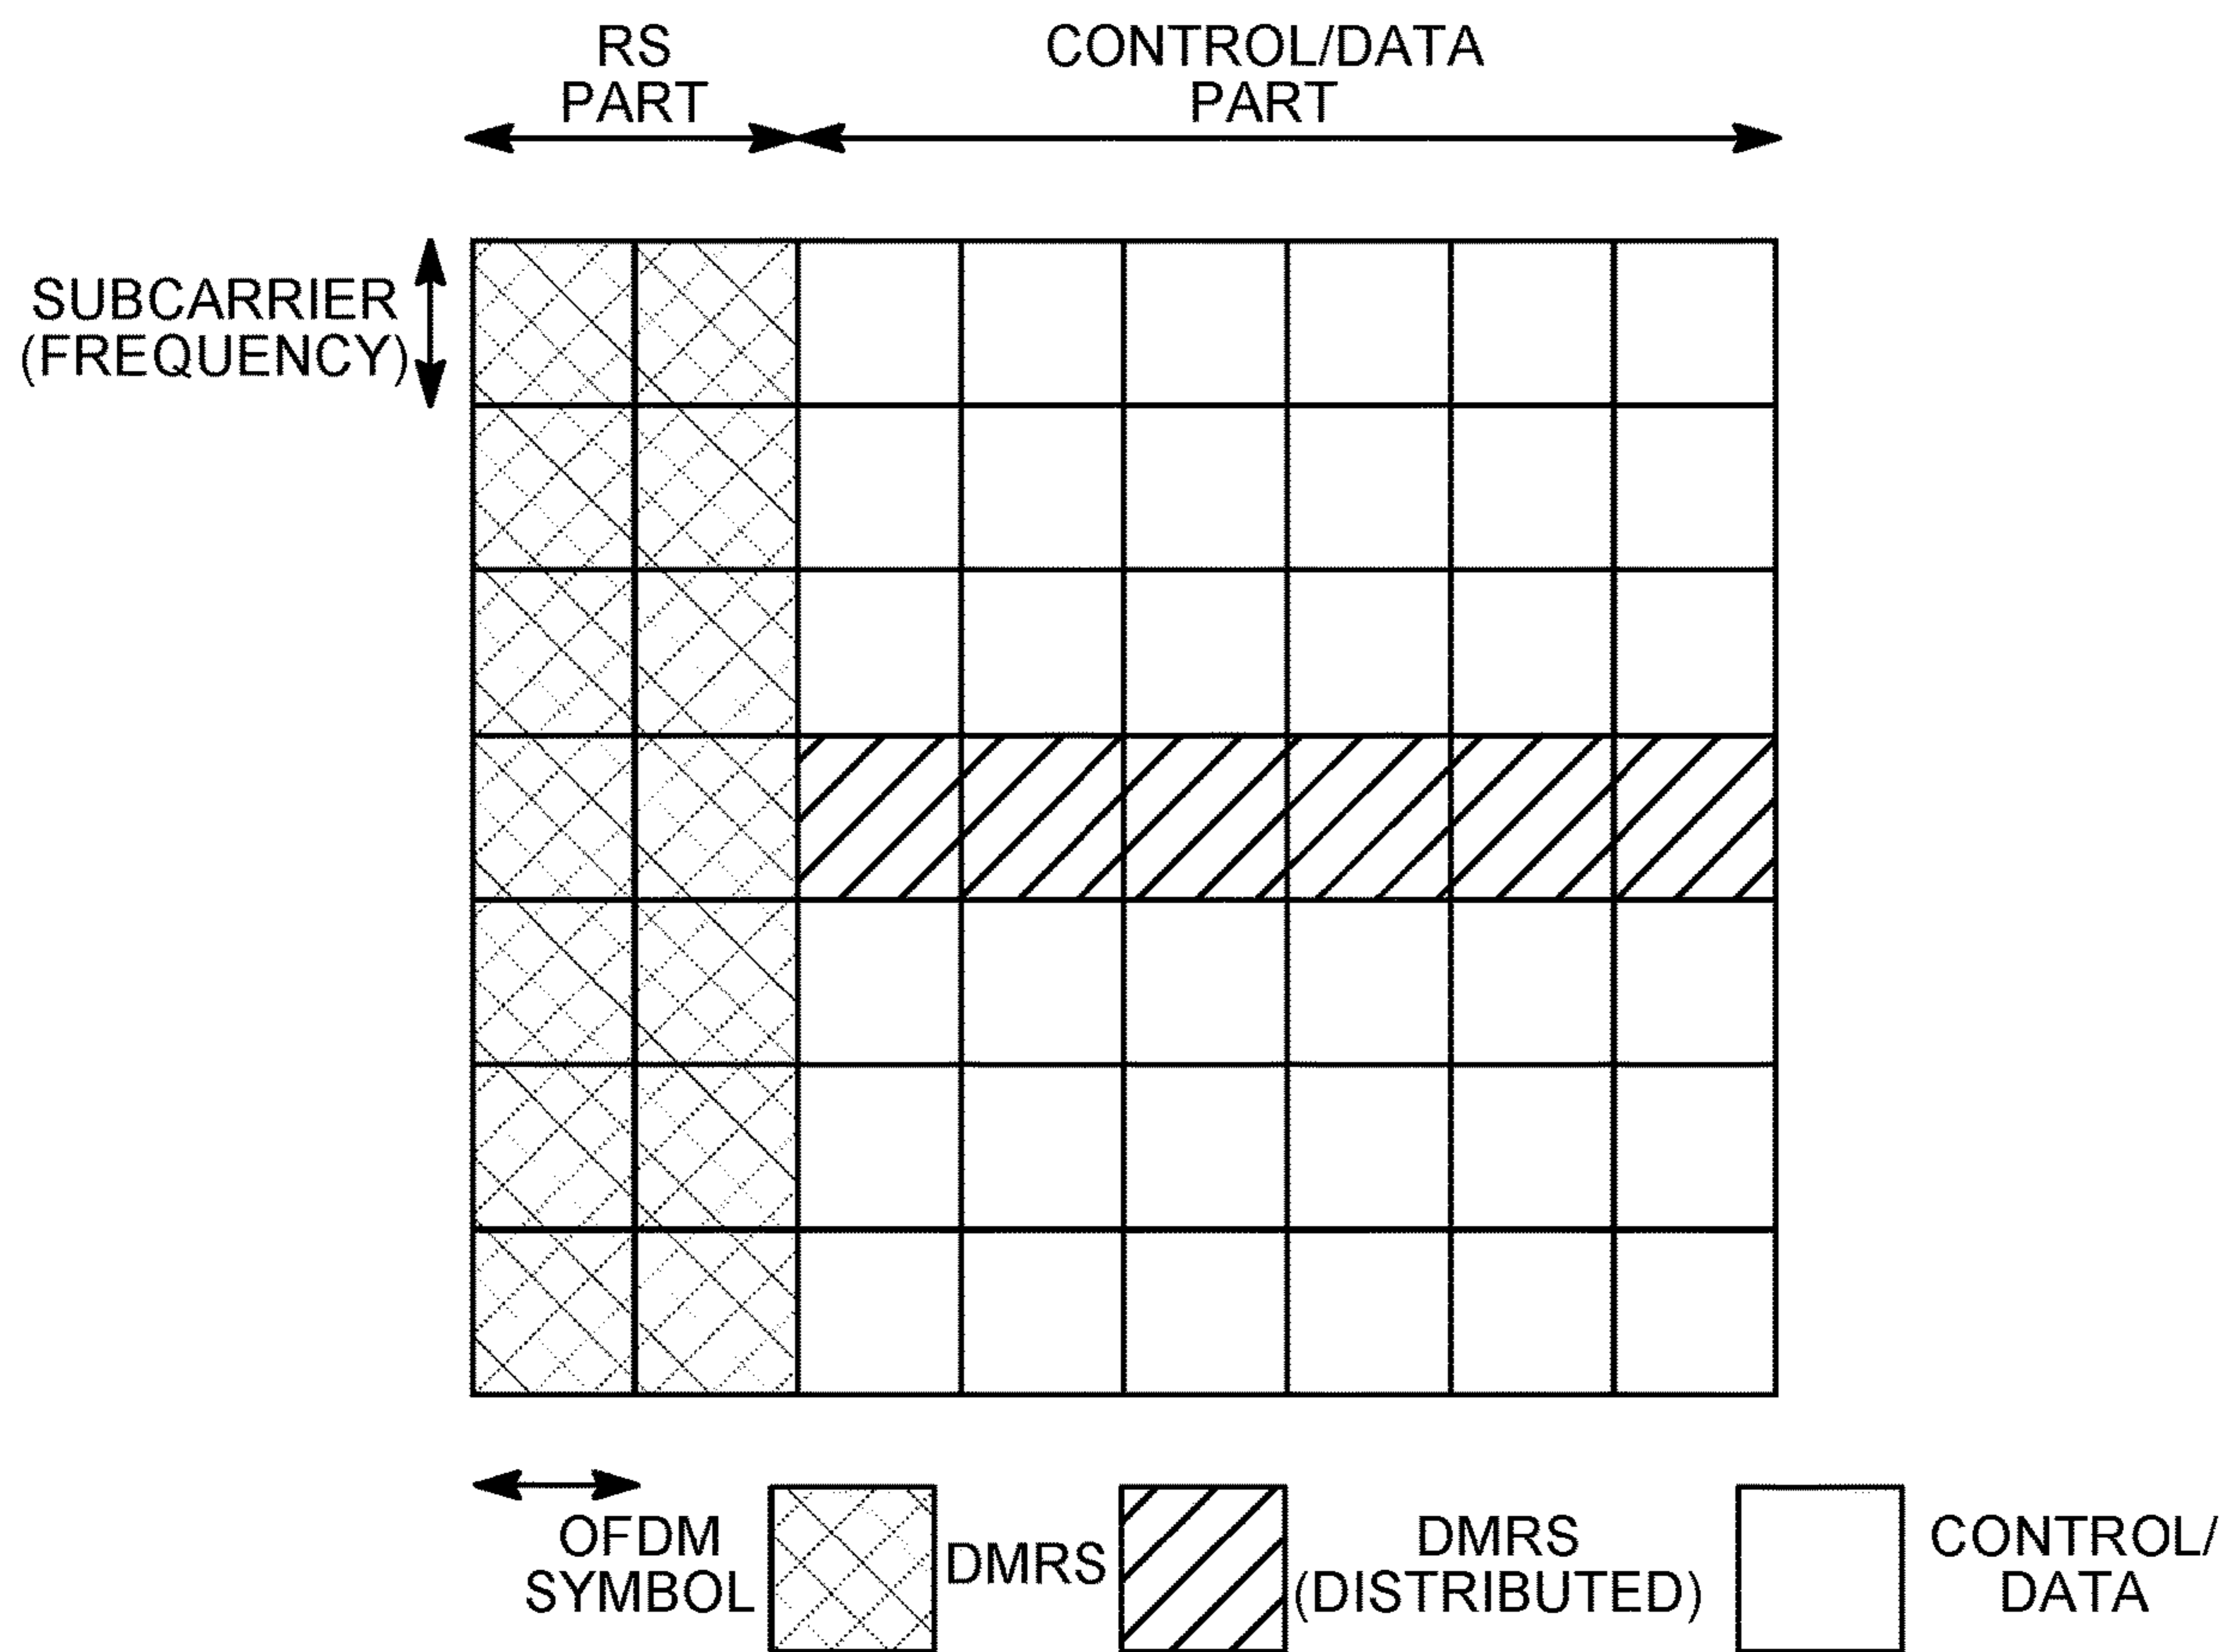 RS
PART
CONTROL/DATA
PART
SUBCARRIER
(FREQUENCY)
OFDM
SYMBOL
DMRS
DMRS
(DISTRIBUTED)
CONTROL/
DATA